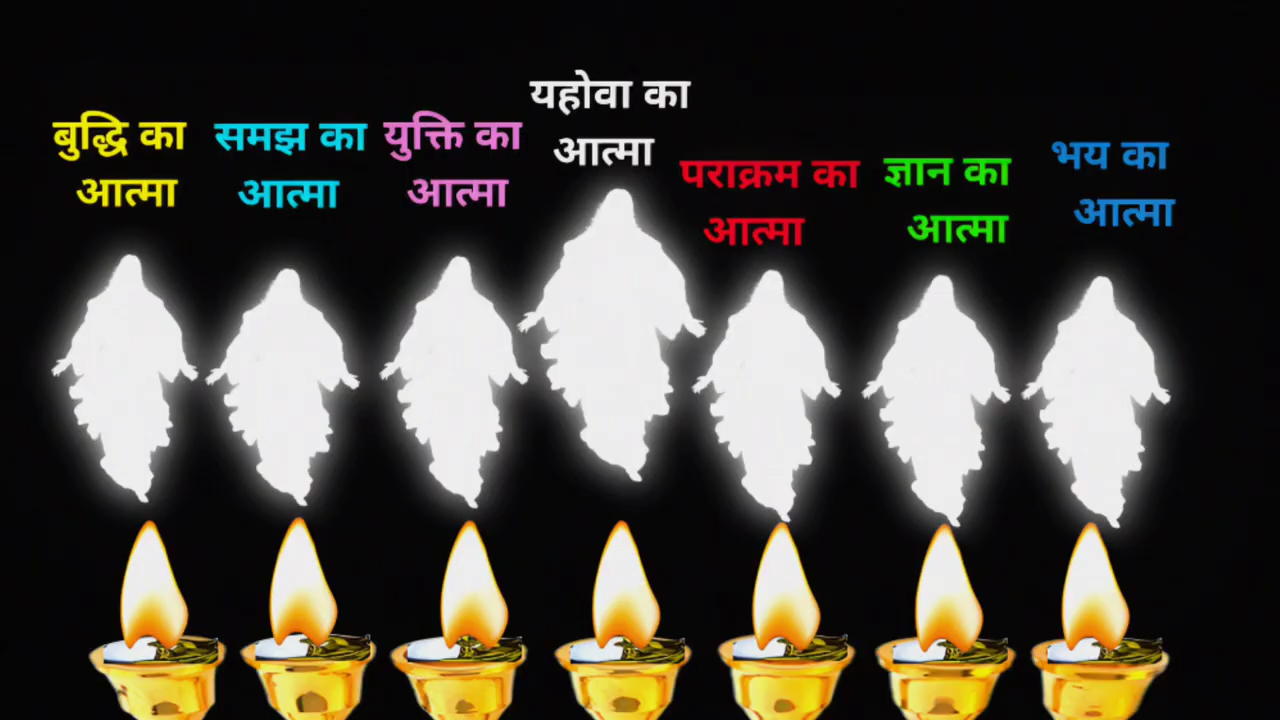 बुद्धि का
आत्मा
समझ का
आत्मा
युक्ति का
आत्मा
यहोवा का
आत्मा
पराक्रम का
आत्मा
ज्ञान का
आत्मा
भय का
आत्मा